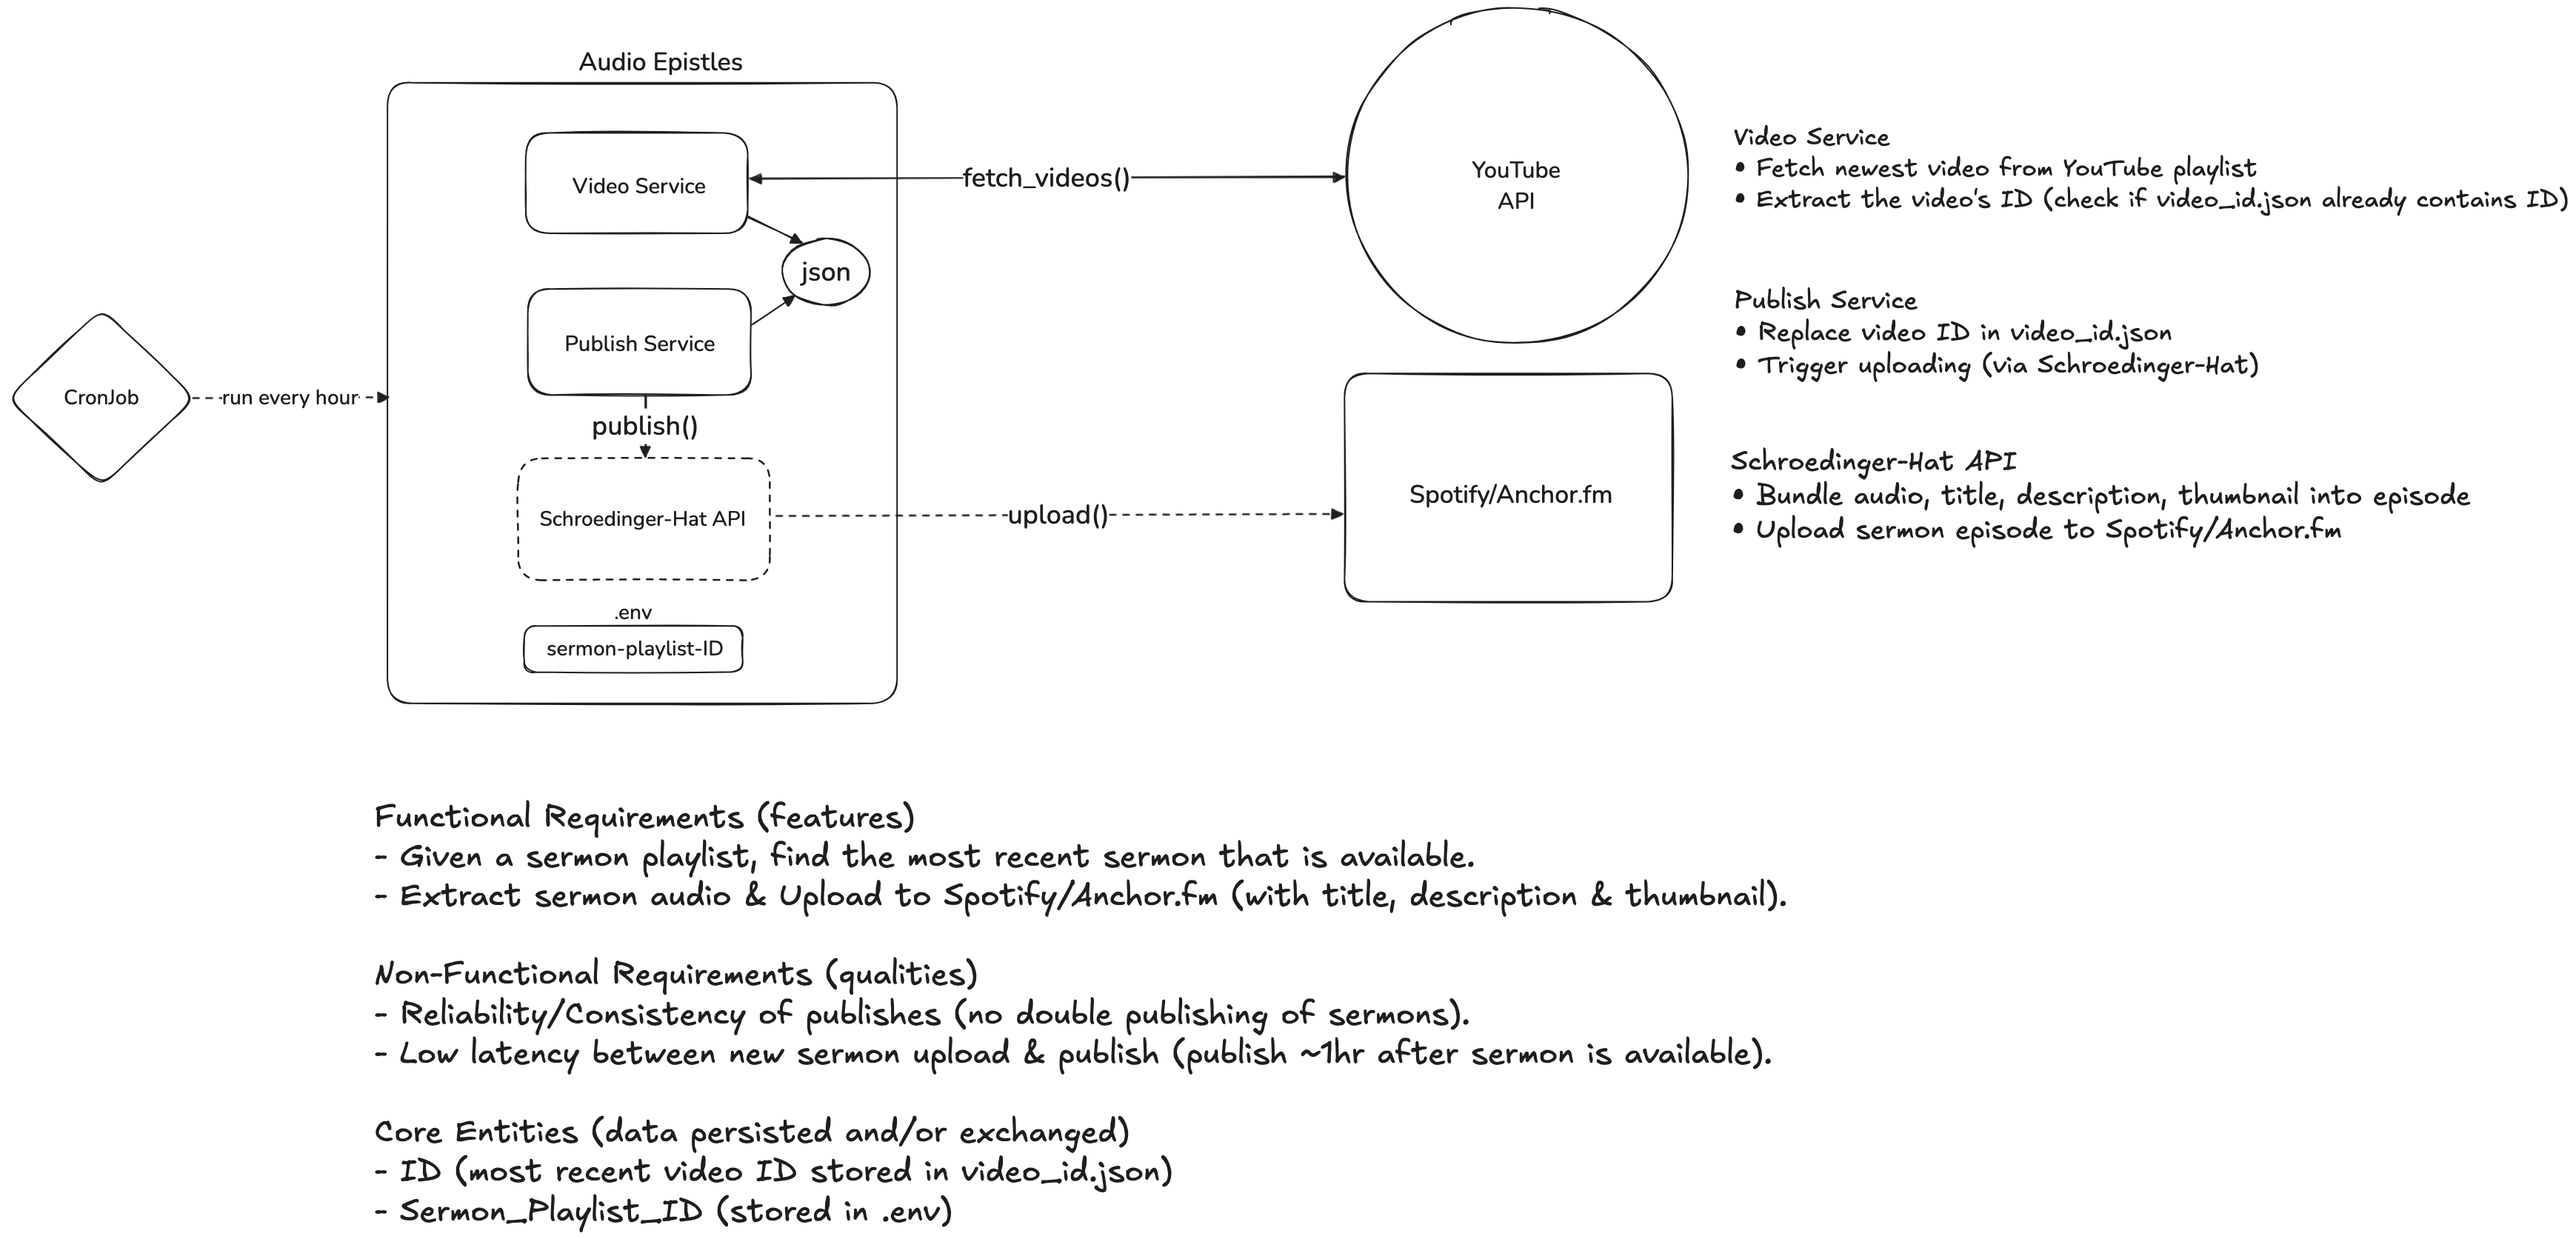 Audio Epistles
Video Service
fetch_videos()
YouTube
API
json
Publish Service
CronJob
run every hour
publish()
Schroedinger-Hat API
upload()
Spotify/Anchor.fm
.env
sermon-playlist-ID
Video Service
• Fetch newest video from YouTube playlist
• Extract the video's ID (check if video_id.json already contains ID)
Publish Service
• Replace video ID in video_id.json
• Trigger uploading (via Schroedinger-Hat)
Schroedinger-Hat API
• Bundle audio, title, description, thumbnail into episode
• Upload sermon episode to Spotify/Anchor.fm
Functional Requirements (features)
- Given a sermon playlist, find the most recent sermon that is available.
- Extract sermon audio & Upload to Spotify/Anchor.fm (with title, description & thumbnail).
Non-Functional Requirements (qualities)
- Reliability/Consistency of publishes (no double publishing of sermons).
- Low latency between new sermon upload & publish (publish ~1hr after sermon is available).
Core Entities (data persisted and/or exchanged)
- ID (most recent video ID stored in video_id.json)
- Sermon_Playlist_ID (stored in .env)